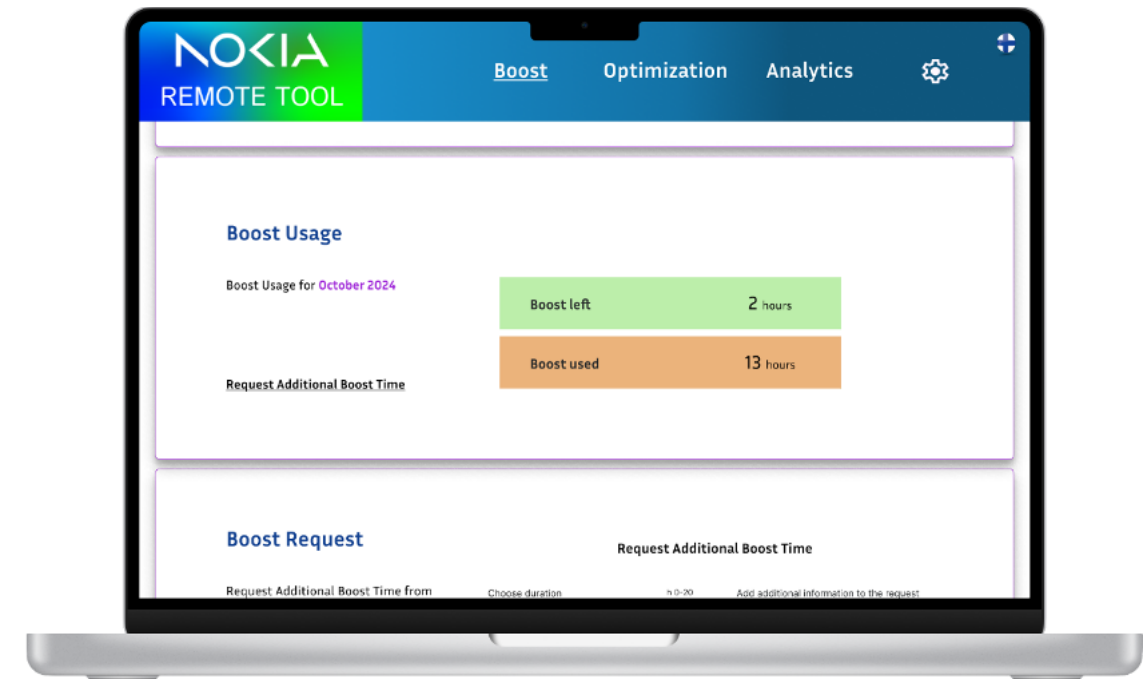 NOKIA
REMOTE TOOL
Boost Optimization Analytics
Boost Usage
Boost Usage for October 2024
Boost left 2 hours
Boost used 13 hours
Request Additional Boost Time
Boost Request
Request Additional Boost Time
Request Additional Boost Time from
Choose duration h 0-20 Add additional information to the request